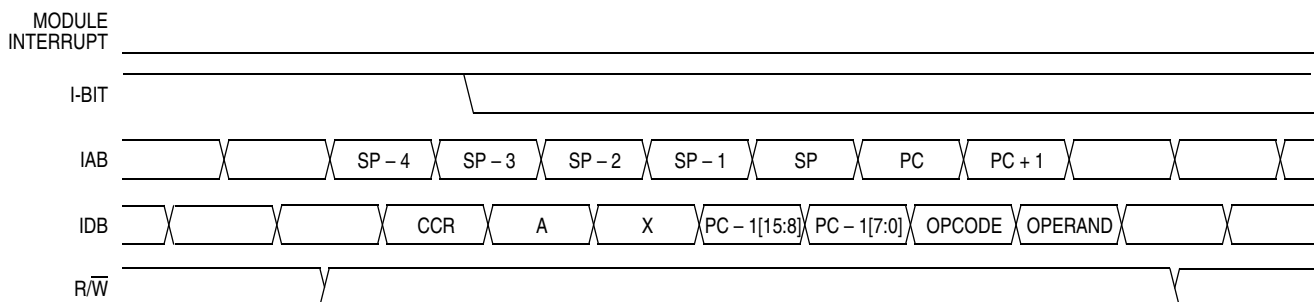 MODULE
INTERRUPT
I-BIT
IAB
SP – 4
SP – 3
SP – 2
SP – 1
SP
PC
PC + 1
IDB
CCR
A
X
PC – 1[15:8]
PC – 1[7:0]
OPCODE
OPERAND
R/W̅